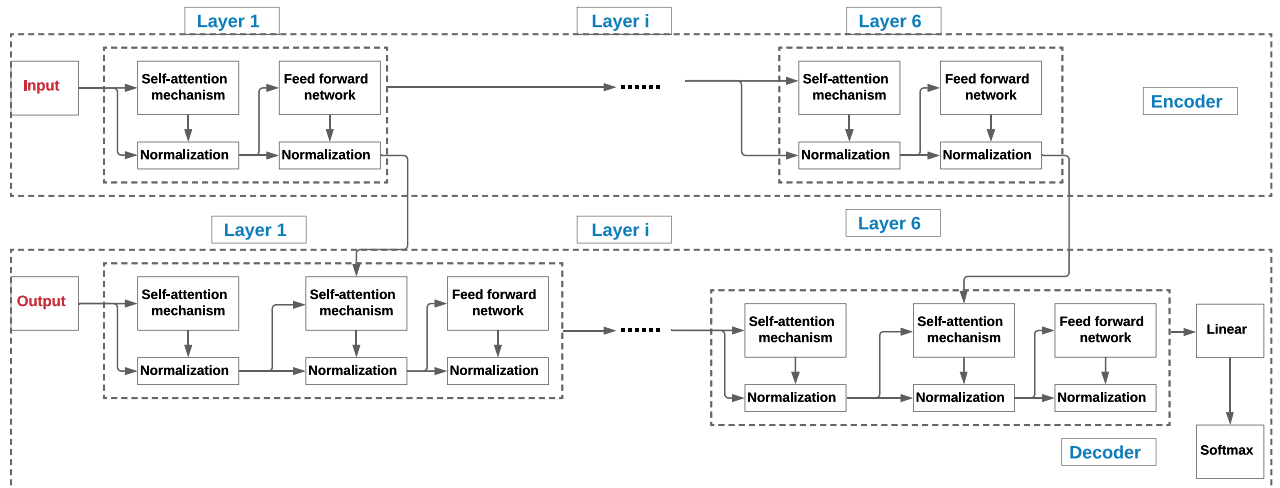 Layer 1
Layer i
Layer 6
Input
Self-attention
mechanism
Feed forward
network
......
Self-attention
mechanism
Feed forward
network
Encoder
Normalization
Normalization
Normalization
Normalization
Layer 1
Layer i
Layer 6
Output
Self-attention
mechanism
Self-attention
mechanism
Feed forward
network
......
Self-attention
mechanism
Self-attention
mechanism
Feed forward
network
Linear
Normalization
Normalization
Normalization
Normalization
Normalization
Normalization
Decoder
Softmax